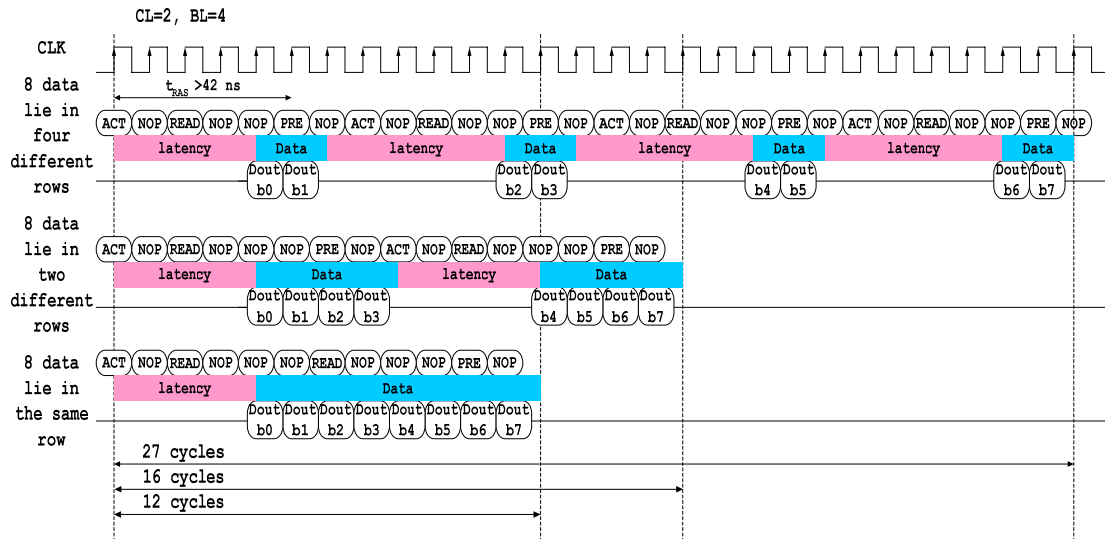 CL=2, BL=4
CLK
8 data
lie in
four
different
rows
tRAS >42 ns
ACT NOP READ NOP NOP PRE NOP ACT NOP READ NOP NOP PRE NOP ACT NOP READ NOP NOP PRE NOP ACT NOP READ NOP NOP PRE NOP
latency Data latency Data latency Data latency Data
Dout Dout Dout Dout Dout Dout Dout Dout
b0 b1 b2 b3 b4 b5 b6 b7
8 data
lie in
two
different
rows
ACT NOP READ NOP NOP NOP PRE NOP ACT NOP READ NOP NOP NOP PRE NOP
latency Data latency Data
Dout Dout Dout Dout Dout Dout Dout Dout
b0 b1 b2 b3 b4 b5 b6 b7
8 data
lie in
the same
row
ACT NOP READ NOP NOP NOP READ NOP NOP NOP PRE NOP
latency Data
Dout Dout Dout Dout Dout Dout Dout Dout
b0 b1 b2 b3 b4 b5 b6 b7
27 cycles
16 cycles
12 cycles